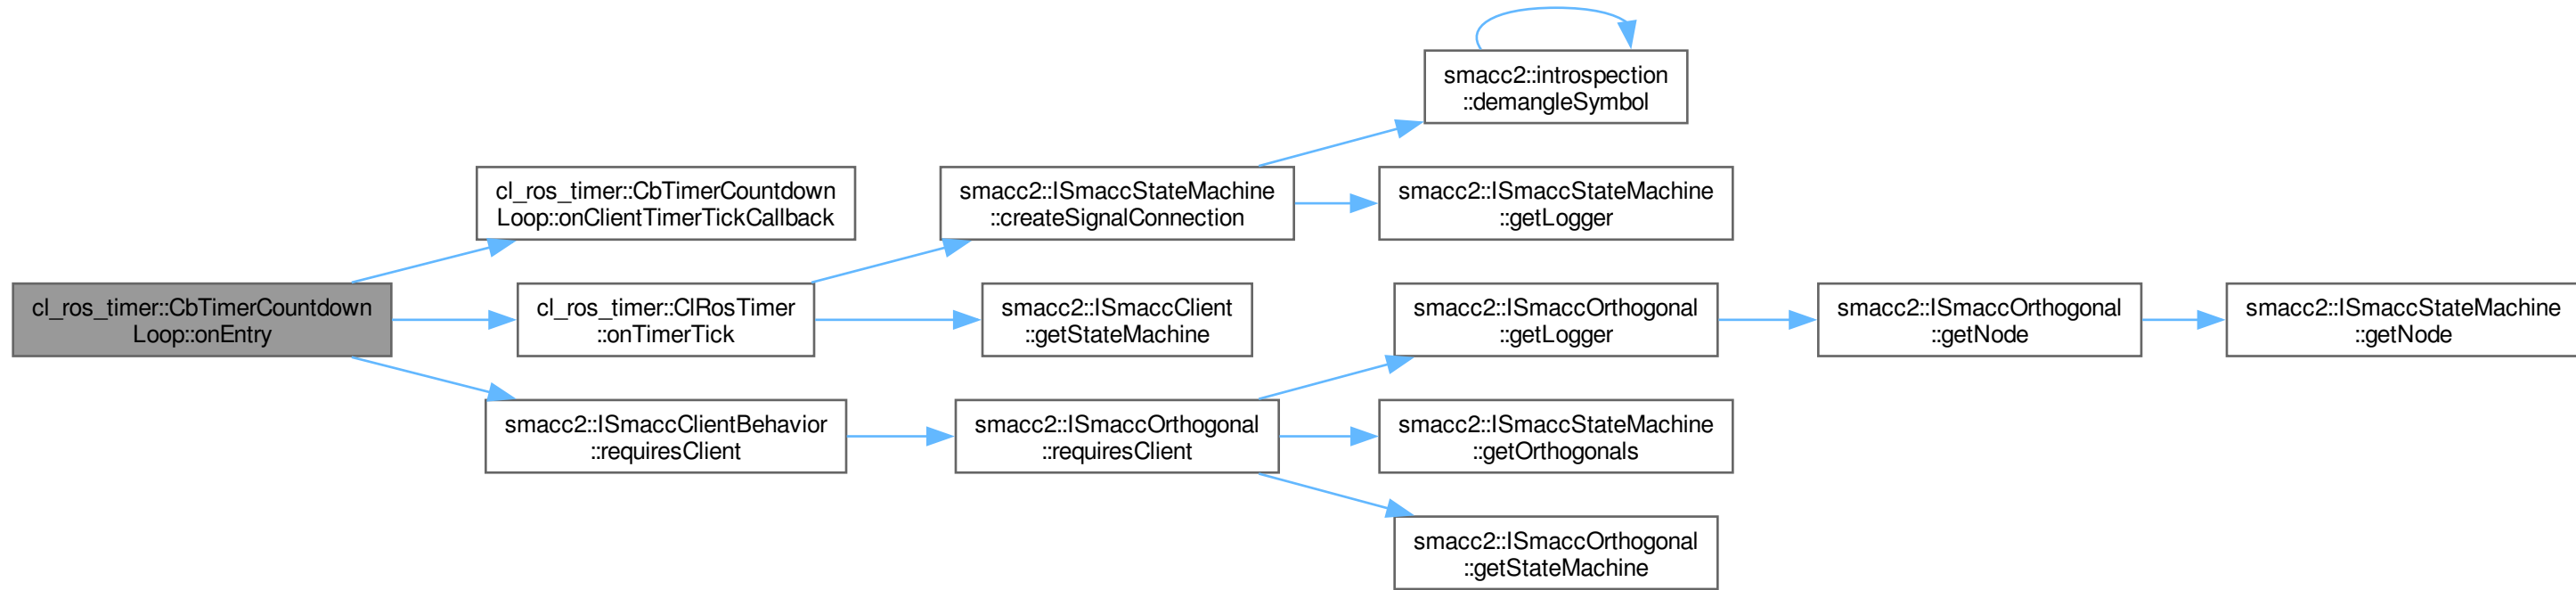 smacc2::introspection
::demangleSymbol
cl_ros_timer::CbTimerCountdown
Loop::onClientTimerTickCallback
smacc2::ISmaccStateMachine
::createSignalConnection
smacc2::ISmaccStateMachine
::getLogger
cl_ros_timer::CbTimerCountdown
Loop::onEntry
cl_ros_timer::ClRosTimer
::onTimerTick
smacc2::ISmaccClient
::getStateMachine
smacc2::ISmaccOrthogonal
::getLogger
smacc2::ISmaccOrthogonal
::getNode
smacc2::ISmaccStateMachine
::getNode
smacc2::ISmaccClientBehavior
::requiresClient
smacc2::ISmaccOrthogonal
::requiresClient
smacc2::ISmaccStateMachine
::getOrthogonals
smacc2::ISmaccOrthogonal
::getStateMachine